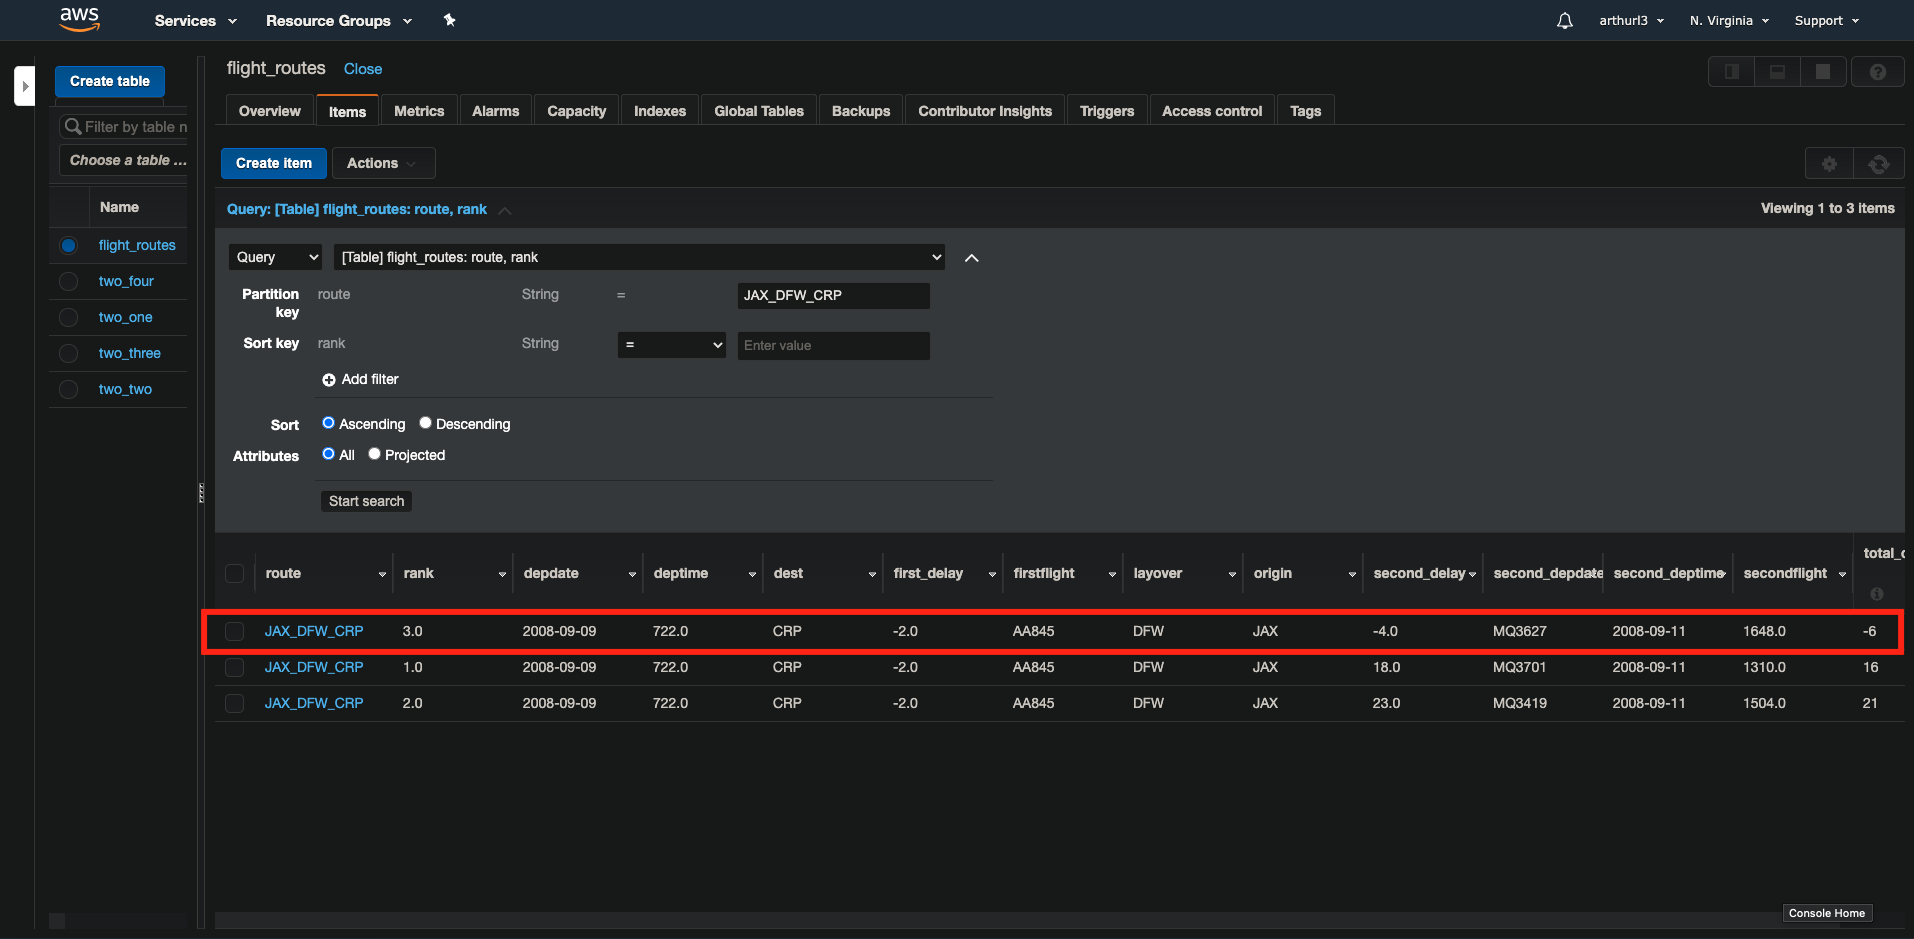 aws Services Resource Groups arthurl3 N. Virginia Support
Create table
Filter by table n
Choose a table ...
Name
flight_routes
two_four
two_one
two_three
two_two
flight_routes Close
Overview Items Metrics Alarms Capacity Indexes Global Tables Backups Contributor Insights Triggers Access control Tags
Create item Actions
Query: [Table] flight_routes: route, rank Viewing 1 to 3 items
Query [Table] flight_routes: route, rank
Partition key route String = JAX_DFW_CRP
Sort key rank String = Enter value
Add filter
Sort Ascending Descending
Attributes All Projected
Start search
route rank depdate deptime dest first_delay firstflight layover origin second_delay second_depdate second_deptime secondflight total_
JAX_DFW_CRP 3.0 2008-09-09 722.0 CRP -2.0 AA845 DFW JAX -4.0 MQ3627 2008-09-11 1648.0 -6
JAX_DFW_CRP 1.0 2008-09-09 722.0 CRP -2.0 AA845 DFW JAX 18.0 MQ3701 2008-09-11 1310.0 16
JAX_DFW_CRP 2.0 2008-09-09 722.0 CRP -2.0 AA845 DFW JAX 23.0 MQ3419 2008-09-11 1504.0 21
Console Home